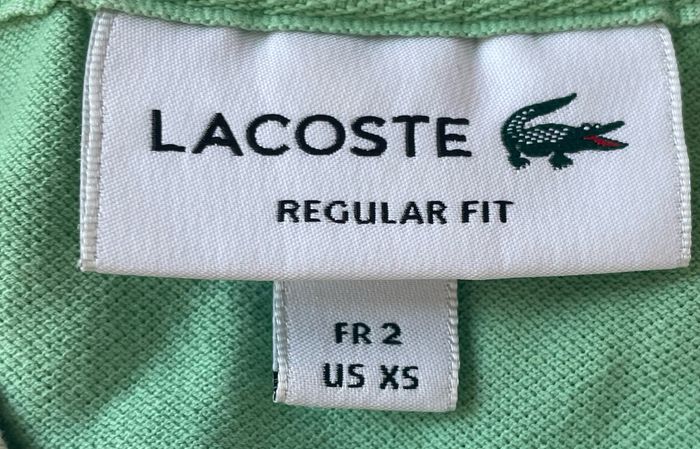 LACOSTE
REGULAR FIT
FR 2
US XS